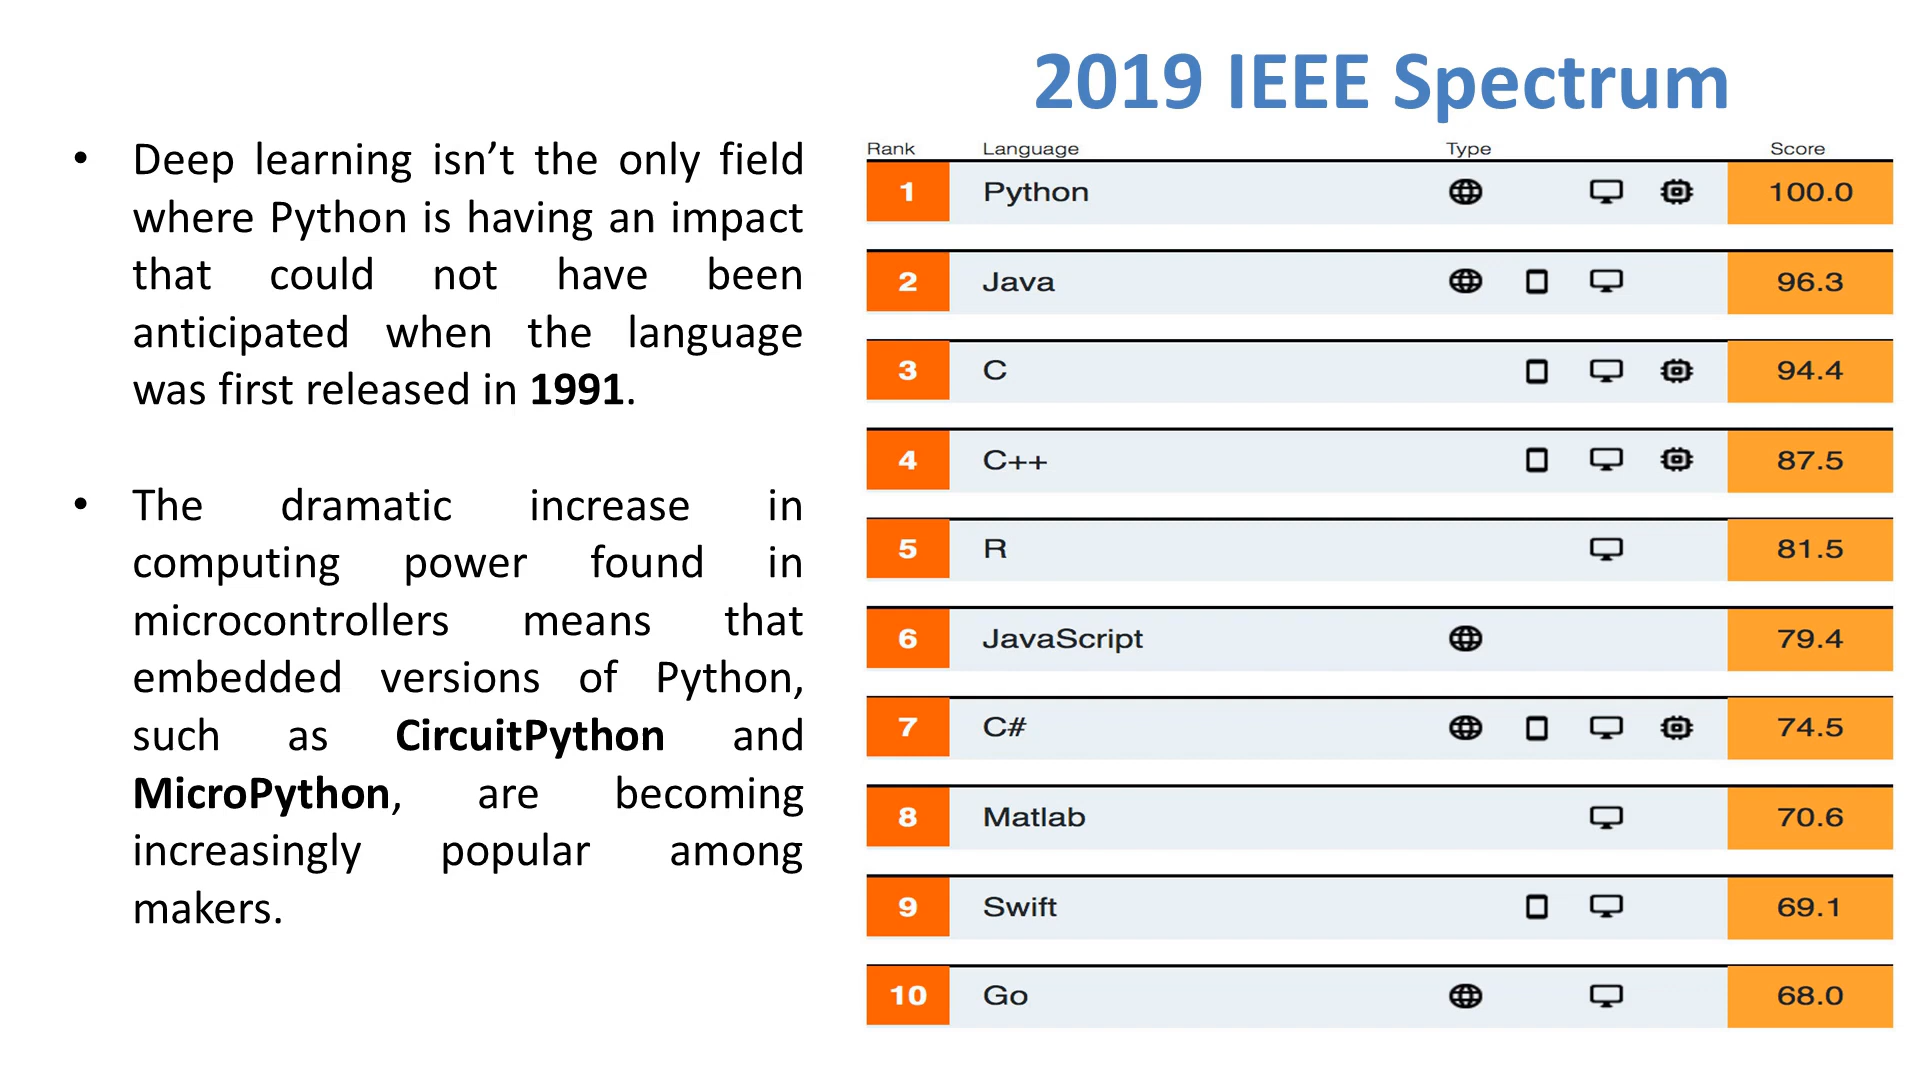 2019 IEEE Spectrum
• Deep learning isn’t the only field
where Python is having an impact
that could not have been
anticipated when the language
was first released in 1991.
• The dramatic increase in
computing power found in
microcontrollers means that
embedded versions of Python,
such as CircuitPython and
MicroPython, are becoming
increasingly popular among
makers.
Rank Language Type Score
1 Python 100.0
2 Java 96.3
3 C 94.4
4 C++ 87.5
5 R 81.5
6 JavaScript 79.4
7 C# 74.5
8 Matlab 70.6
9 Swift 69.1
10 Go 68.0